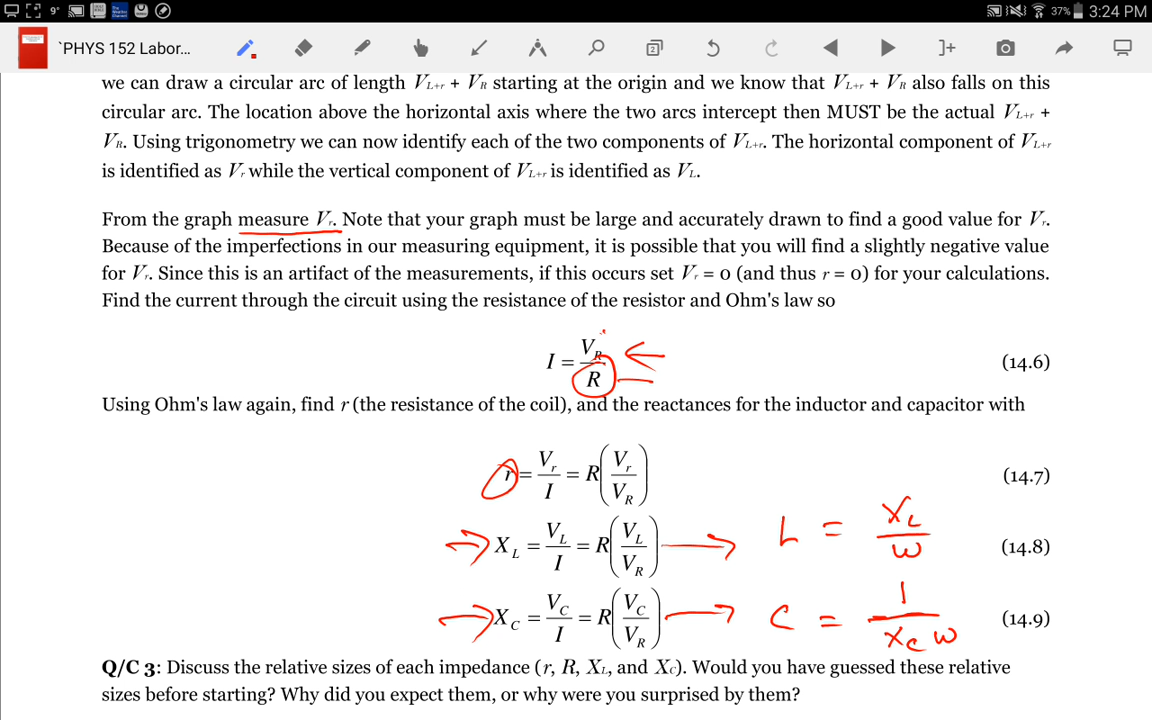 9° 37% 3:24 PM
`PHYS 152 Labor... 2
we can draw a circular arc of length V_{L+r} + V_R starting at the origin and we know that V_{L+r} + V_R also falls on this
circular arc. The location above the horizontal axis where the two arcs intercept then MUST be the actual V_{L+r} +
V_R. Using trigonometry we can now identify each of the two components of V_{L+r}. The horizontal component of V_{L+r}
is identified as V_r while the vertical component of V_{L+r} is identified as V_L.
From the graph measure V_r. Note that your graph must be large and accurately drawn to find a good value for V_r.
Because of the imperfections in our measuring equipment, it is possible that you will find a slightly negative value
for V_r. Since this is an artifact of the measurements, if this occurs set V_r = 0 (and thus r = 0) for your calculations.
Find the current through the circuit using the resistance of the resistor and Ohm's law so
I = V_R / R ← (14.6)
Using Ohm's law again, find r (the resistance of the coil), and the reactances for the inductor and capacitor with
r = V_r / I = R(V_r / V_R) (14.7)
→ X_L = V_L / I = R(V_L / V_R) → L = X_L / ω (14.8)
→ X_C = V_C / I = R(V_C / V_R) → C = 1 / X_C ω (14.9)
Q/C 3: Discuss the relative sizes of each impedance (r, R, X_L, and X_C). Would you have guessed these relative
sizes before starting? Why did you expect them, or why were you surprised by them?